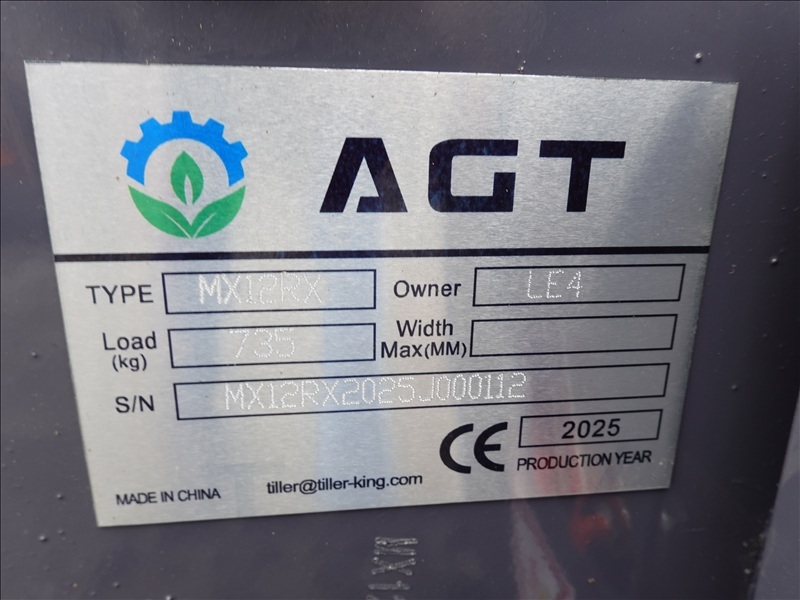 AGT
TYPE MX12RX Owner LE4
Load (kg) 735 Width Max(MM)
S/N MX12RX2025J000112
CE 2025
PRODUCTION YEAR
MADE IN CHINA tiller@tiller-king.com
MX1